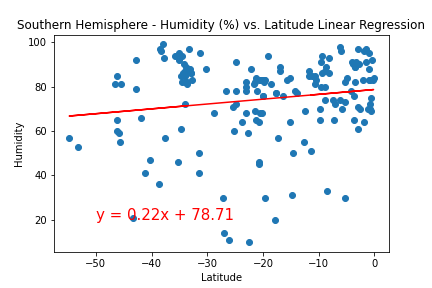 Southern Hemisphere - Humidity (%) vs. Latitude Linear Regression
100
80
60
40
20
Humidity
y = 0.22x + 78.71
−50
−40
−30
−20
−10
0
Latitude